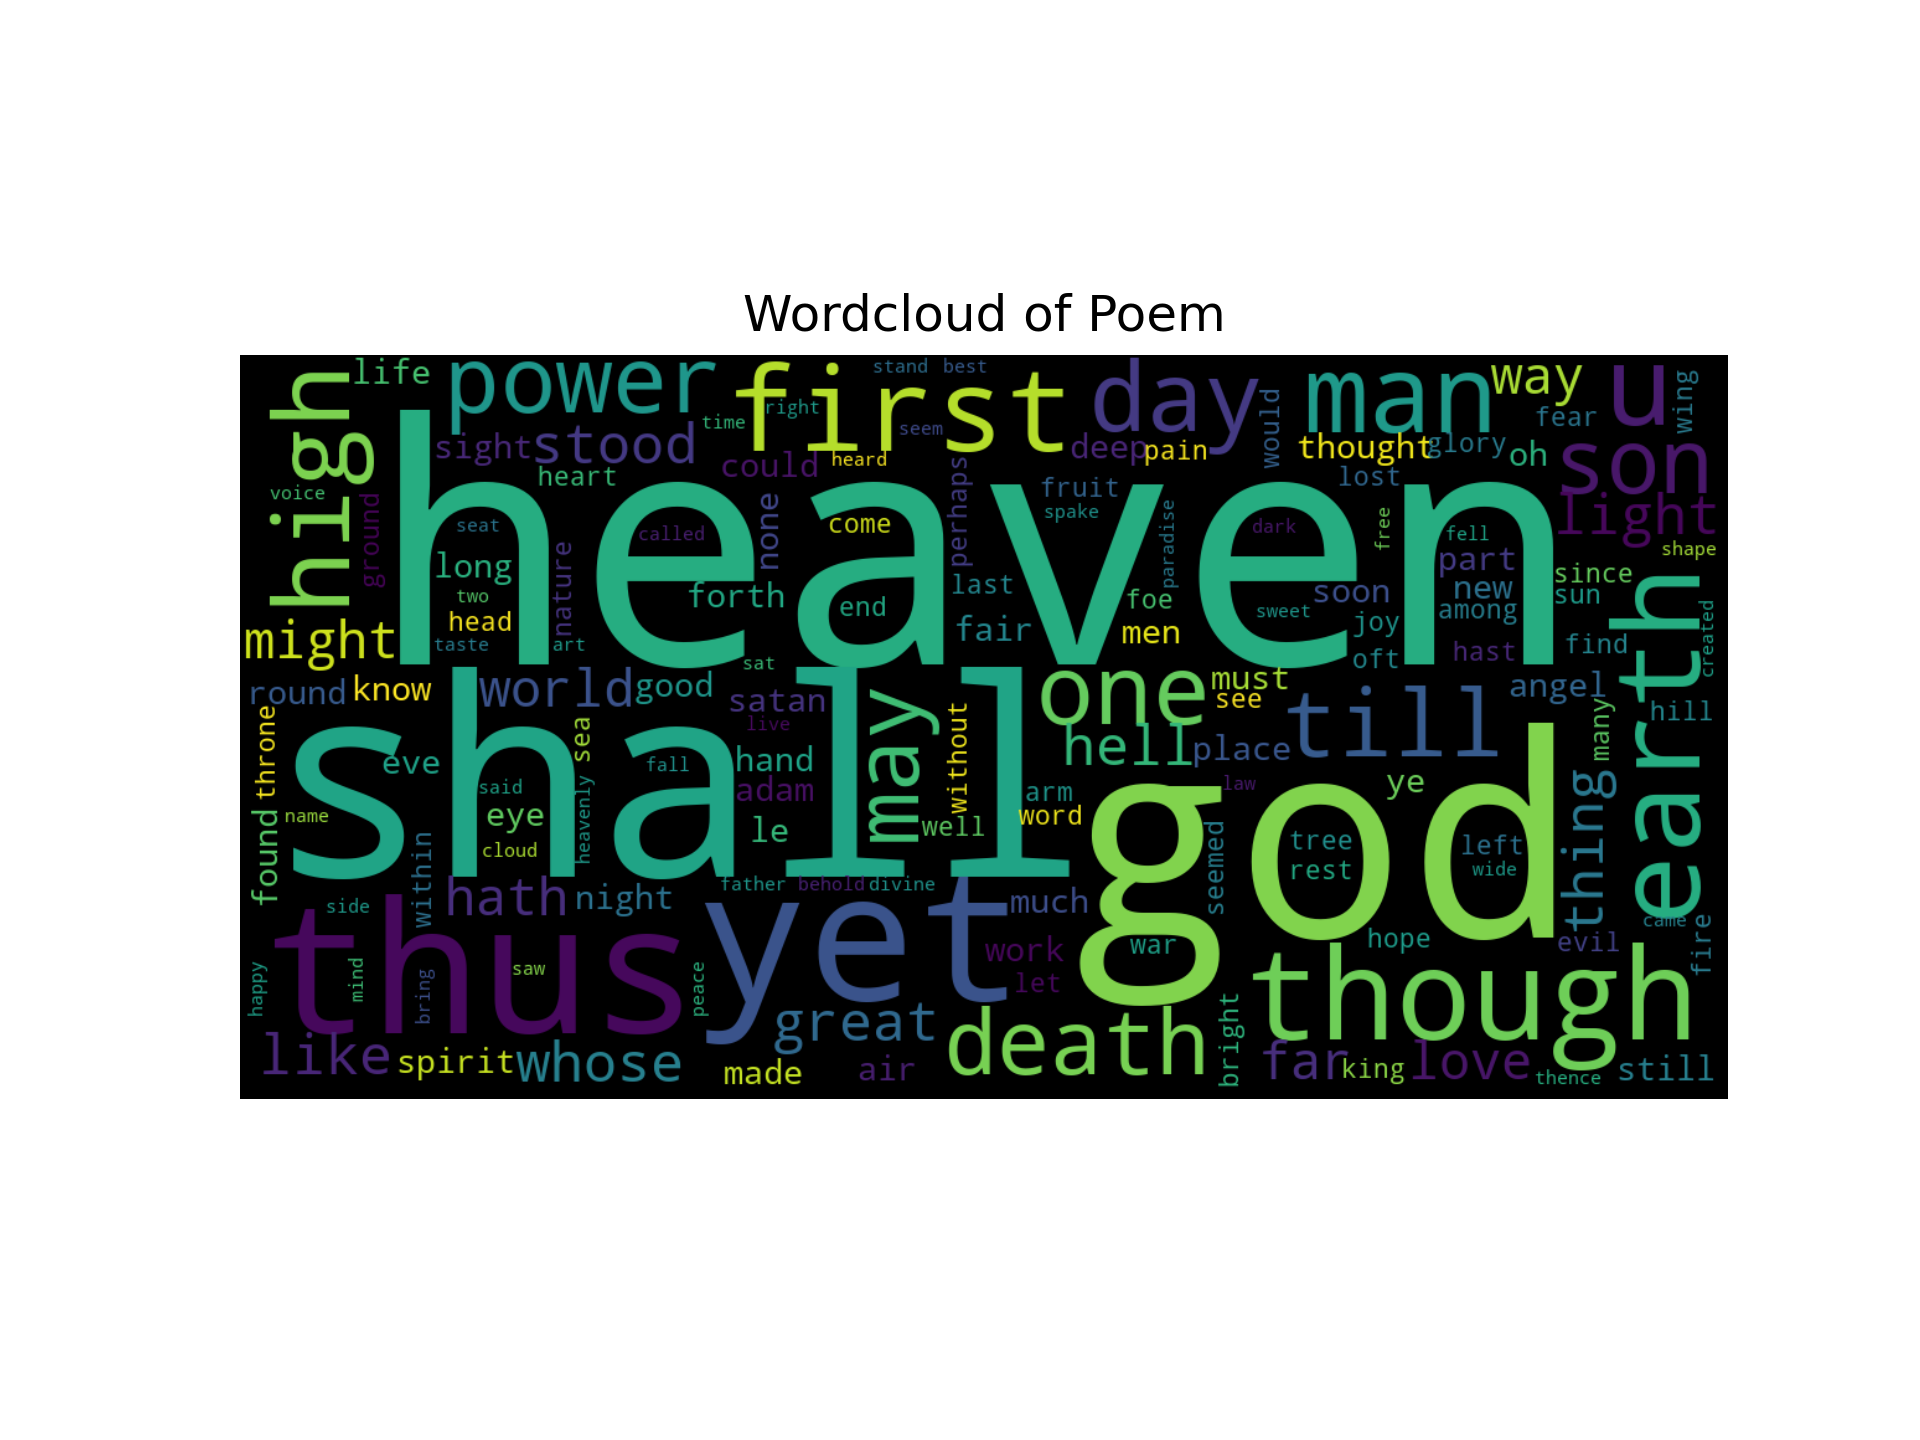 Wordcloud of Poem
life power first stand best day man way u wing
high time right seem would fear
sight stood could heard deep pain thought glory oh son
voice heart none come perhaps fruit lost light
ground seat called heaven spake paradise dark free fell shape
long nature forth end last foe soon part new since
two head fair men sweet joy among sun
might taste art sat oft hast find created earth
round know world good satan may one must see till angel hill
throne sea live without hell place many
eve shall fall hand god ye thing
said heavenly adam arm law
found name eye le well word seemed tree left
cloud rest wide
within hath night father behold divine much came
side thus yet work war hope evil fire
happy mind bring saw peace let though
like spirit whose great death bright far king love still
made air thence